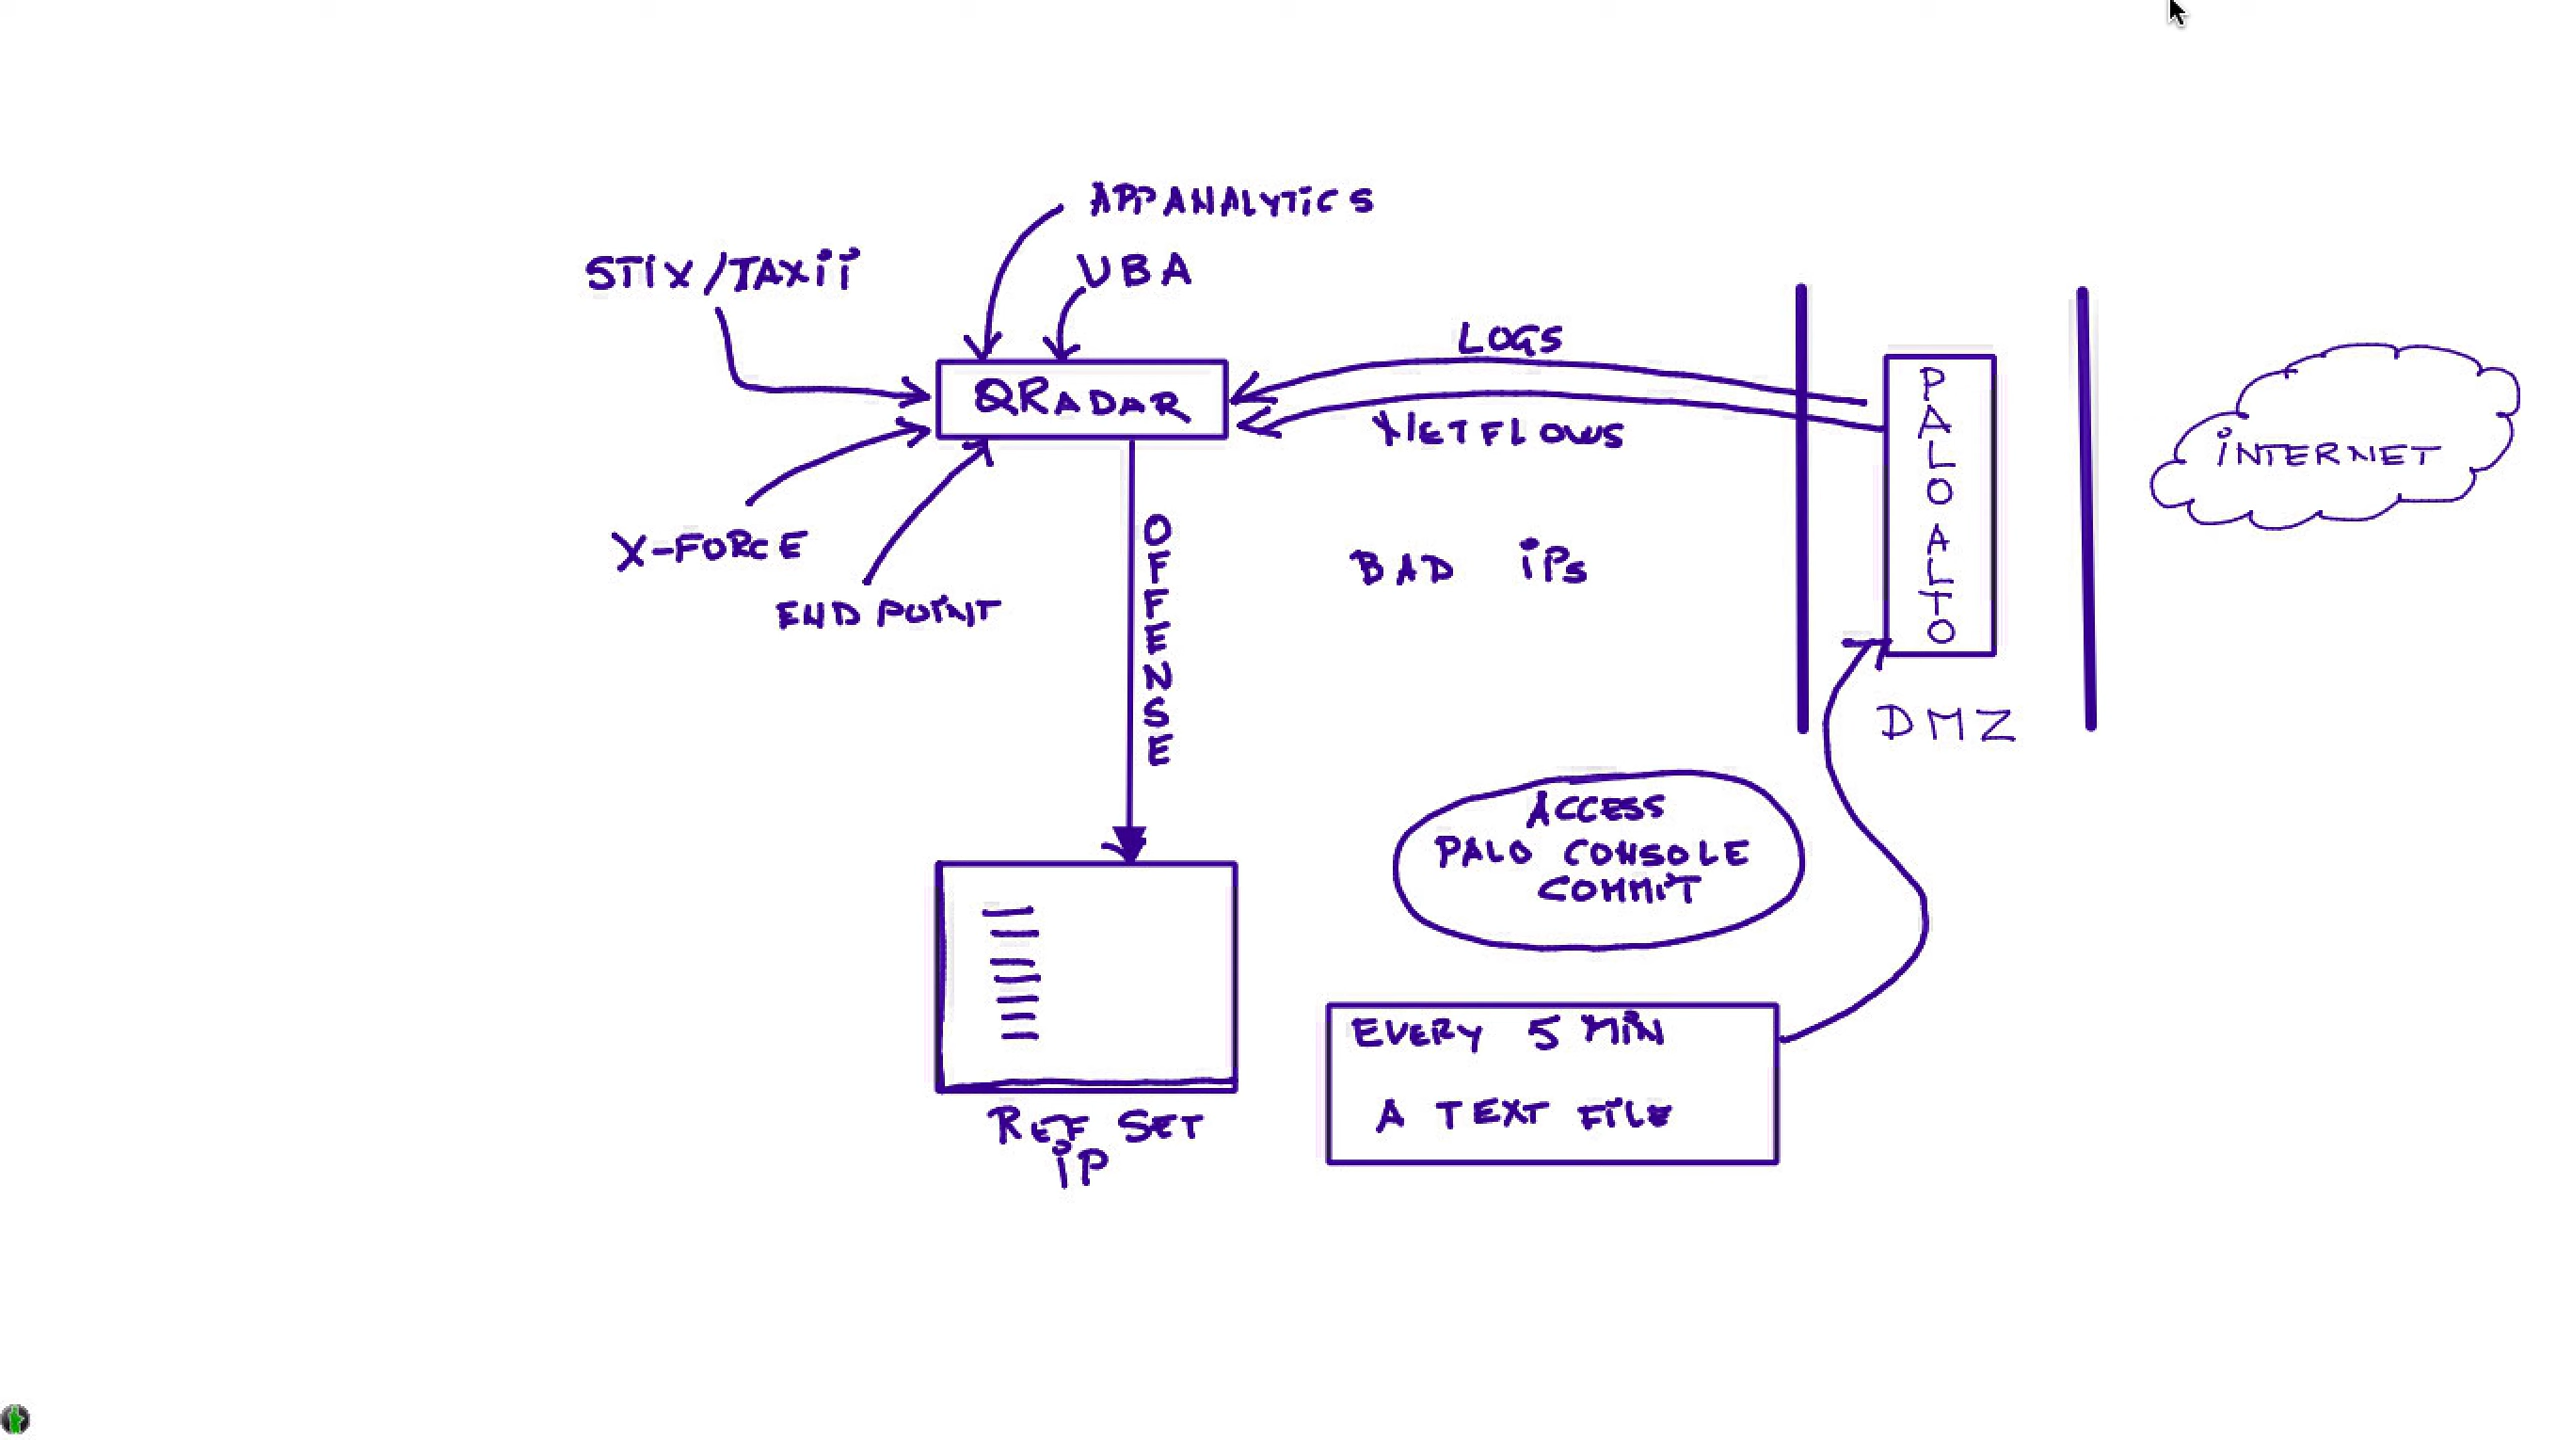 APP ANALYTICS
STIX/TAXII
UBA
LOGS
QRADAR
NETFLOWS
PALO ALTO
INTERNET
X-FORCE
BAD IPs
END POINT
OFFENSE
DMZ
ACCESS
PALO CONSOLE
COMMIT
EVERY 5 MIN
A TEXT FILE
REF SET
IP